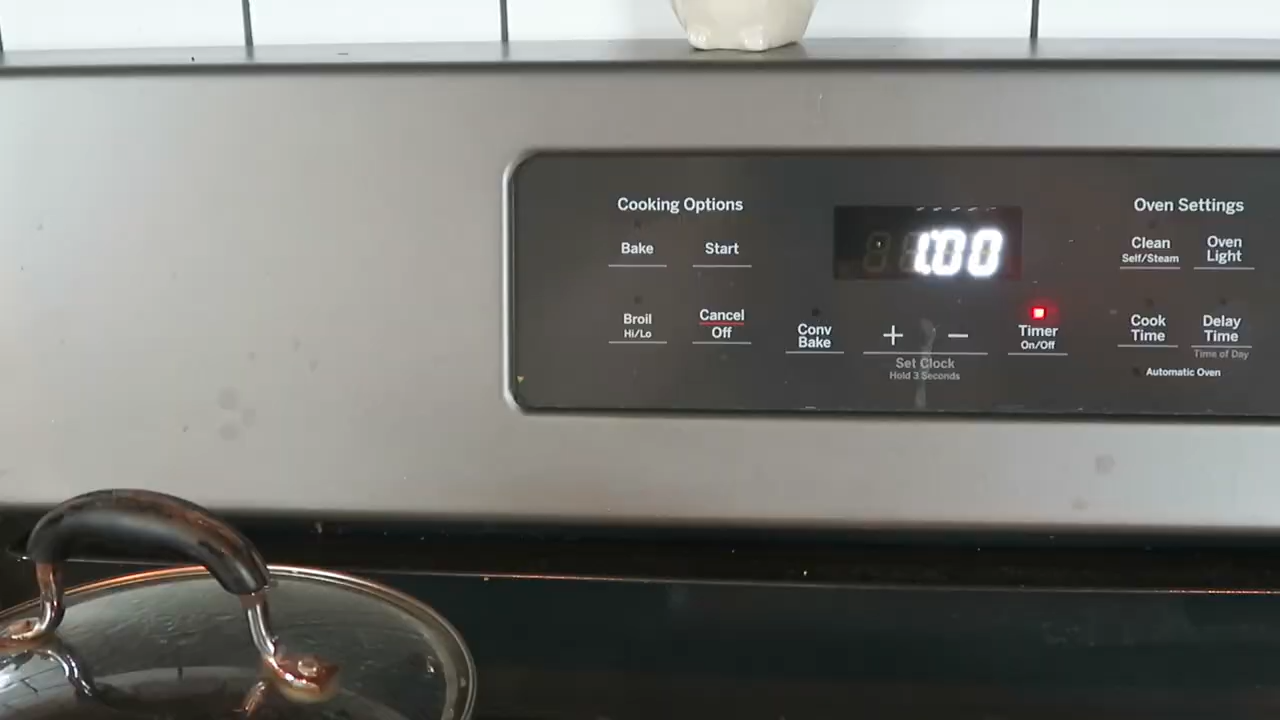 Cooking Options
Bake
Start
Broil
Hi/Lo
Cancel
Off
Conv
Bake
1:00
+
−
Set Clock
Hold 3 Seconds
Timer
On/Off
Oven Settings
Clean
Self/Steam
Oven
Light
Cook
Time
Delay
Time
Time of Day
Automatic Oven